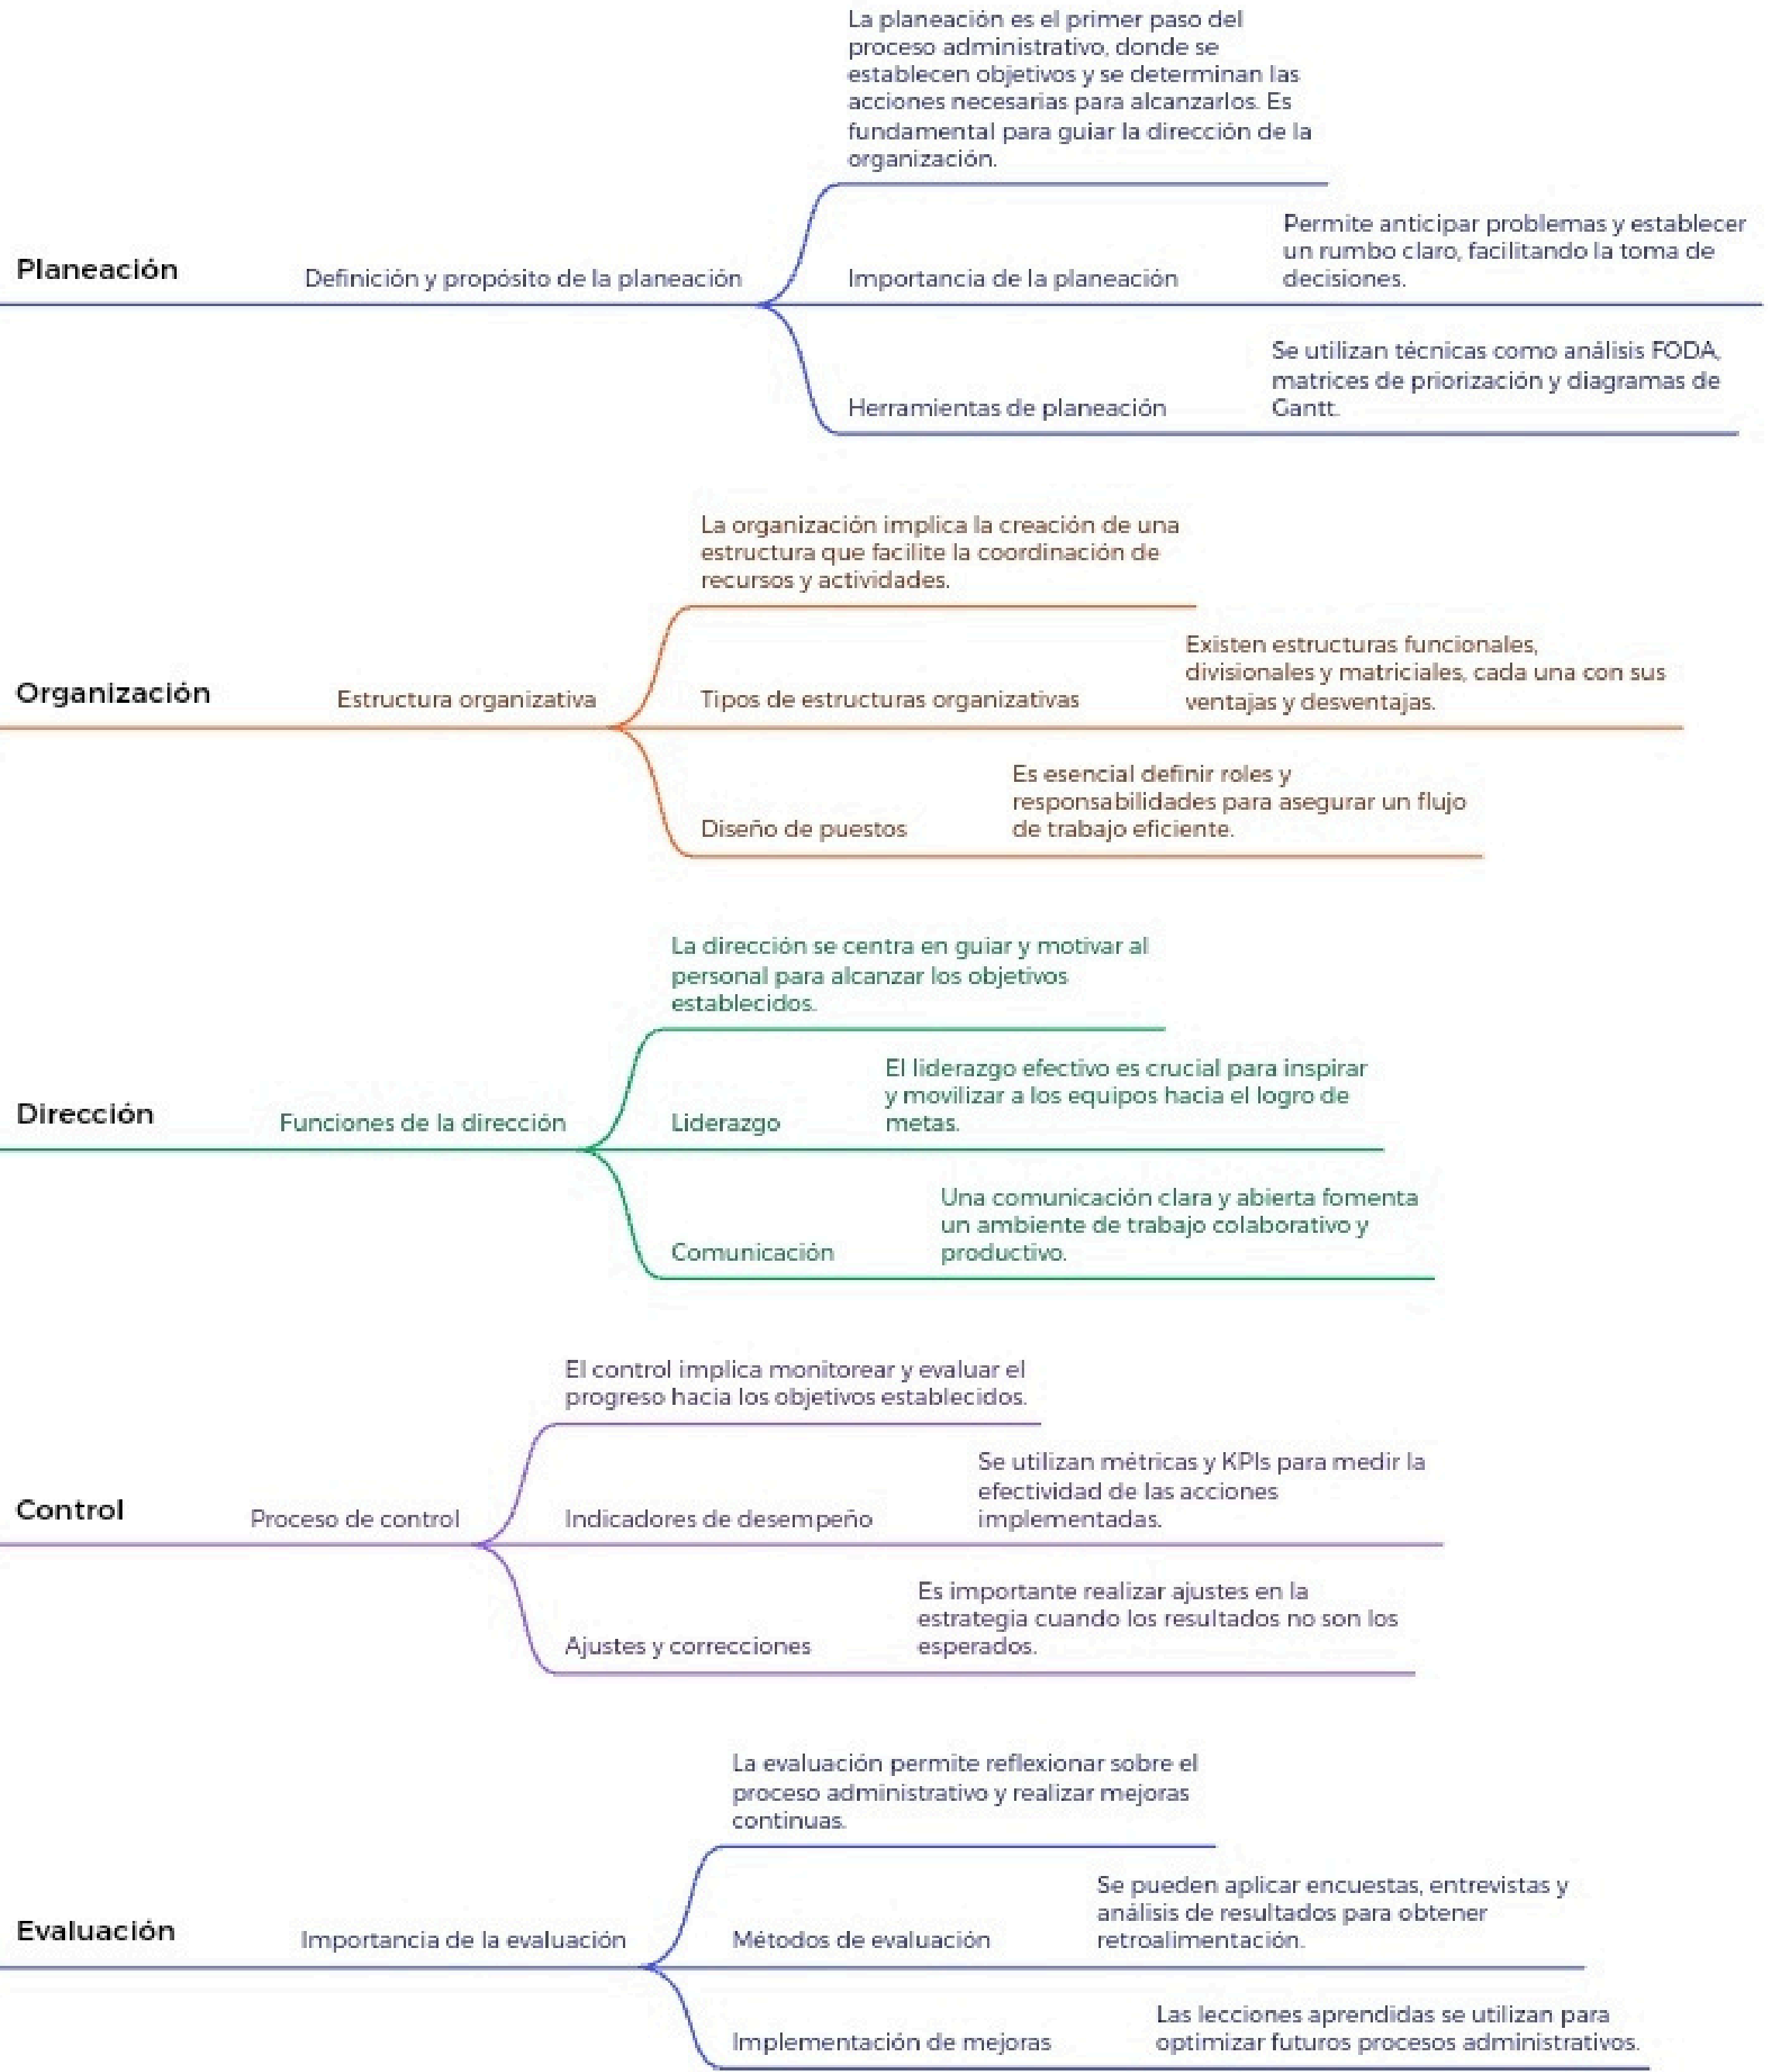 La planeación es el primer paso del
proceso administrativo, donde se
establecen objetivos y se determinan las
acciones necesarias para alcanzarlos. Es
fundamental para guiar la dirección de la
organización.
Planeación
Definición y propósito de la planeación
Importancia de la planeación
Permite anticipar problemas y establecer
un rumbo claro, facilitando la toma de
decisiones.
Herramientas de planeación
Se utilizan técnicas como análisis FODA,
matrices de priorización y diagramas de
Gantt.
La organización implica la creación de una
estructura que facilite la coordinación de
recursos y actividades.
Organización
Estructura organizativa
Tipos de estructuras organizativas
Existen estructuras funcionales,
divisionales y matriciales, cada una con sus
ventajas y desventajas.
Diseño de puestos
Es esencial definir roles y
responsabilidades para asegurar un flujo
de trabajo eficiente.
La dirección se centra en guiar y motivar al
personal para alcanzar los objetivos
establecidos.
Dirección
Funciones de la dirección
Liderazgo
El liderazgo efectivo es crucial para inspirar
y movilizar a los equipos hacia el logro de
metas.
Comunicación
Una comunicación clara y abierta fomenta
un ambiente de trabajo colaborativo y
productivo.
El control implica monitorear y evaluar el
progreso hacia los objetivos establecidos.
Control
Proceso de control
Indicadores de desempeño
Se utilizan métricas y KPIs para medir la
efectividad de las acciones
implementadas.
Ajustes y correcciones
Es importante realizar ajustes en la
estrategia cuando los resultados no son los
esperados.
La evaluación permite reflexionar sobre el
proceso administrativo y realizar mejoras
continuas.
Evaluación
Importancia de la evaluación
Métodos de evaluación
Se pueden aplicar encuestas, entrevistas y
análisis de resultados para obtener
retroalimentación.
Implementación de mejoras
Las lecciones aprendidas se utilizan para
optimizar futuros procesos administrativos.